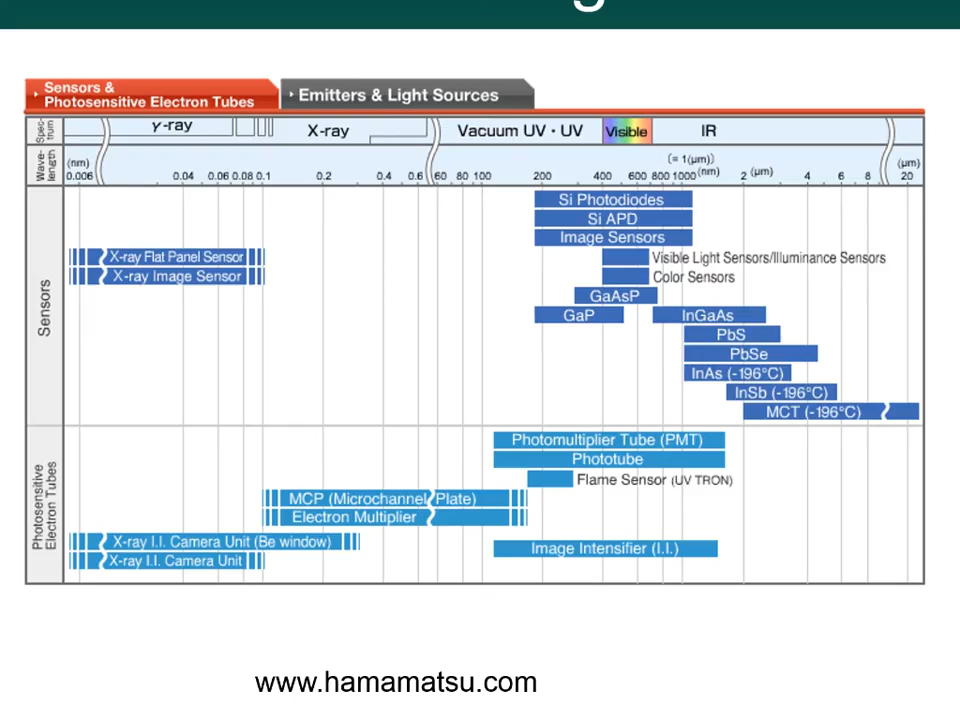 Sensors &
Photosensitive Electron Tubes
Emitters & Light Sources
Spec-
trum
γ-ray
X-ray
Vacuum UV・UV
Visible
IR
Wave-
length
(nm)
(= 1(μm))
(μm)
0.006
0.04
0.06
0.08
0.1
0.2
0.4
0.6
60
80
100
200
400
600
800
1000
(nm)
2
(μm)
4
6
8
20
Sensors
Si Photodiodes
Si APD
Image Sensors
X-ray Flat Panel Sensor
Visible Light Sensors/Illuminance Sensors
X-ray Image Sensor
Color Sensors
GaAsP
GaP
InGaAs
PbS
PbSe
InAs (-196°C)
InSb (-196°C)
MCT (-196°C)
Photosensitive
Electron Tubes
Photomultiplier Tube (PMT)
Phototube
Flame Sensor (UV TRON)
MCP (Microchannel Plate)
Electron Multiplier
X-ray I.I. Camera Unit (Be window)
Image Intensifier (I.I.)
X-ray I.I. Camera Unit
www.hamamatsu.com